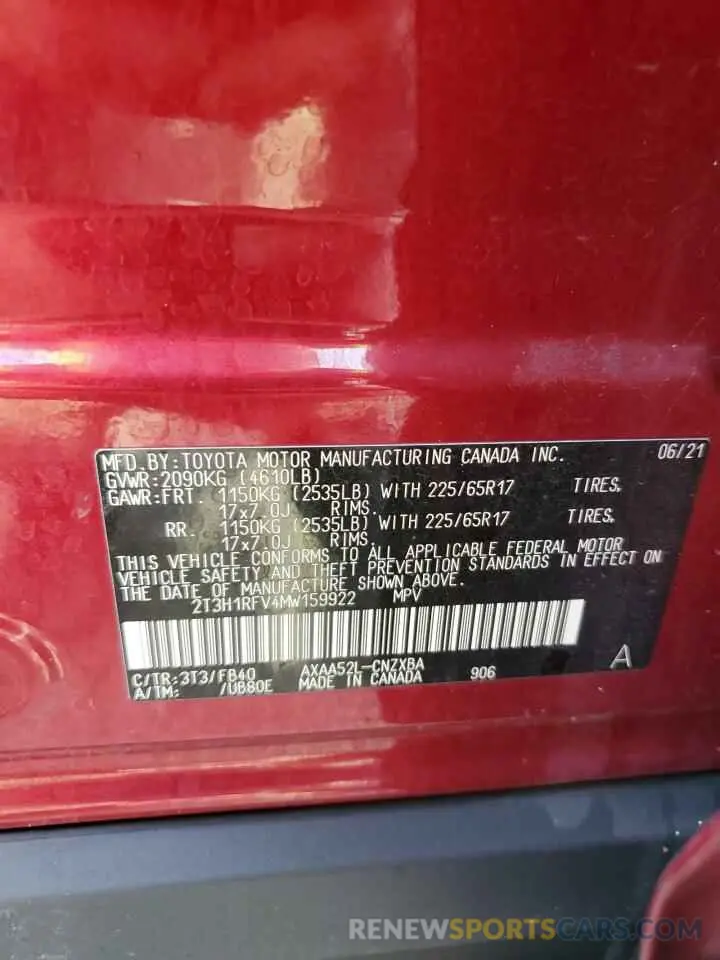 MFD.BY:TOYOTA MOTOR MANUFACTURING CANADA INC. 06/21
GVWR:2090KG (4610LB)
GAWR:FRT. 1150KG (2535LB) WITH 225/65R17 TIRES,
17x7.0J RIMS.
RR. 1150KG (2535LB) WITH 225/65R17 TIRES,
17x7.0J RIMS.
THIS VEHICLE CONFORMS TO ALL APPLICABLE FEDERAL MOTOR
VEHICLE SAFETY AND THEFT PREVENTION STANDARDS IN EFFECT ON
THE DATE OF MANUFACTURE SHOWN ABOVE.
2T3H1RFV4MW159922 MPV
C/TR:3T3/FB40 AXAA52L-CNZXBA 906 A
A/TM: /UB80E MADE IN CANADA
RENEWSPORTSCARS.COM